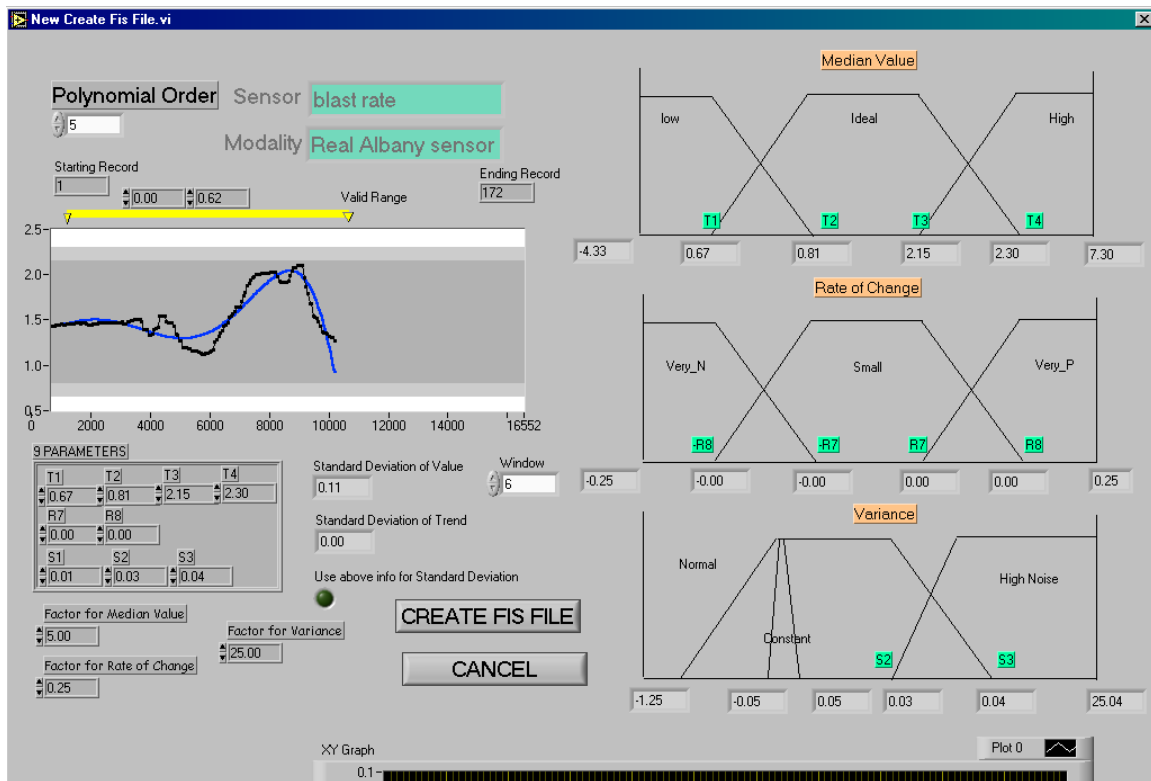 New Create Fis File.vi
Polynomial Order
5
Sensor blast rate
Modality Real Albany sensor
Starting Record
1
0.00 0.62
Valid Range
Ending Record
172
2.5
2.0
1.5
1.0
0.5
0 2000 4000 6000 8000 10000 12000 14000 16552
9 PARAMETERS
T1 T2 T3 T4
0.67 0.81 2.15 2.30
R7 R8
0.00 0.00
S1 S2 S3
0.01 0.03 0.04
Factor for Median Value
5.00
Factor for Rate of Change
0.25
Factor for Variance
25.00
Standard Deviation of Value
0.11
Window
6
Standard Deviation of Trend
0.00
Use above info for Standard Deviation
CREATE FIS FILE
CANCEL
Median Value
low Ideal High
T1 T2 T3 T4
-4.33 0.67 0.81 2.15 2.30 7.30
Rate of Change
Very_N Small Very_P
-R8 -R7 R7 R8
-0.25 -0.00 -0.00 0.00 0.00 0.25
Variance
Normal
High Noise
Constant
S2 S3
-1.25 -0.05 0.05 0.03 0.04 25.04
XY Graph
Plot 0
0.1